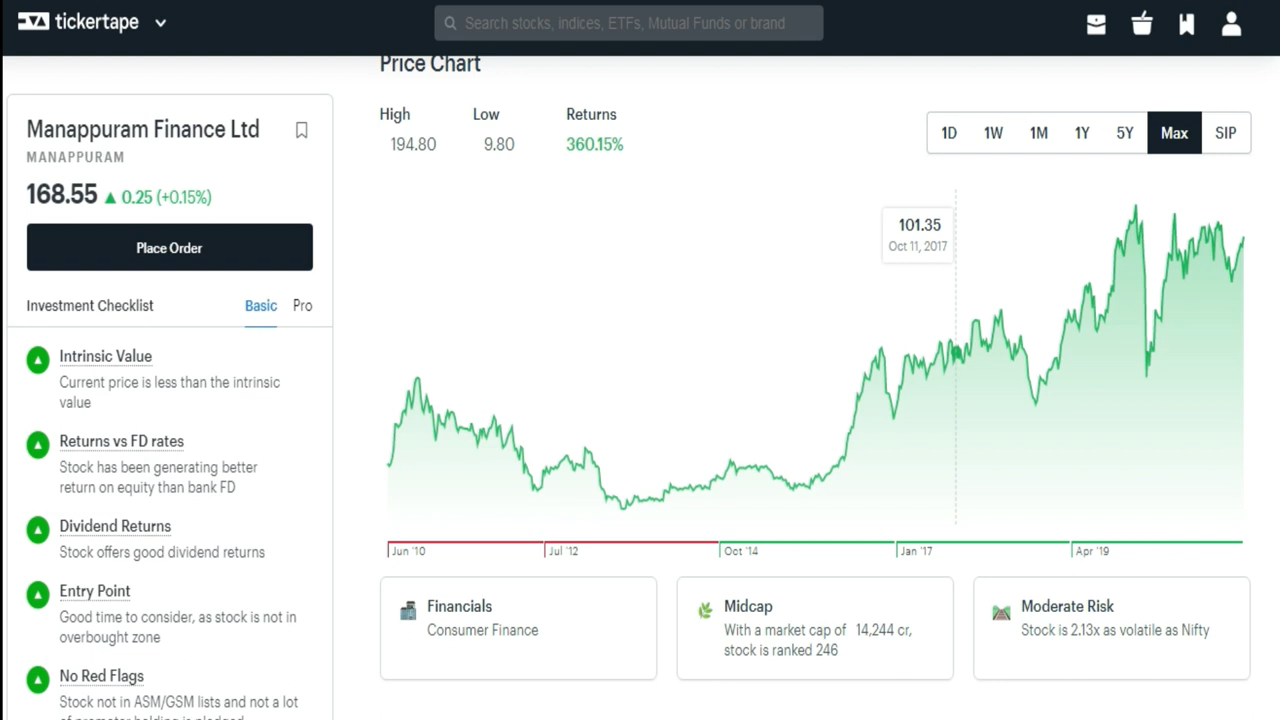 tickertape
Search stocks, indices, ETFs, Mutual Funds or brand
Price Chart
High Low Returns
194.80 9.80 360.15%
1D 1W 1M 1Y 5Y Max SIP
Manappuram Finance Ltd
MANAPPURAM
168.55 ▲ 0.25 (+0.15%)
Place Order
Investment Checklist Basic Pro
Intrinsic Value
Current price is less than the intrinsic
value
Returns vs FD rates
Stock has been generating better
return on equity than bank FD
Dividend Returns
Stock offers good dividend returns
Entry Point
Good time to consider, as stock is not in
overbought zone
No Red Flags
Stock not in ASM/GSM lists and not a lot
of promoter holding is pledged
101.35
Oct 11, 2017
Jun '10 Jul '12 Oct '14 Jan '17 Apr '19
Financials
Consumer Finance
Midcap
With a market cap of 14,244 cr,
stock is ranked 246
Moderate Risk
Stock is 2.13x as volatile as Nifty